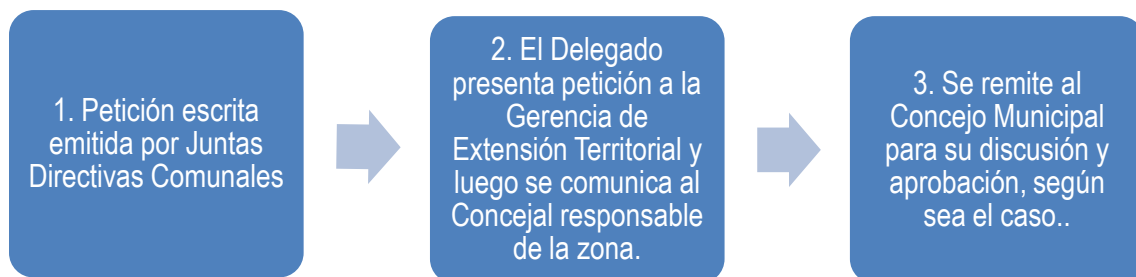 1. Petición escrita
emitida por Juntas
Directivas Comunales
2. El Delegado
presenta petición a la
Gerencia de
Extensión Territorial y
luego se comunica al
Concejal responsable
de la zona.
3. Se remite al
Concejo Municipal
para su discusión y
aprobación, según
sea el caso..